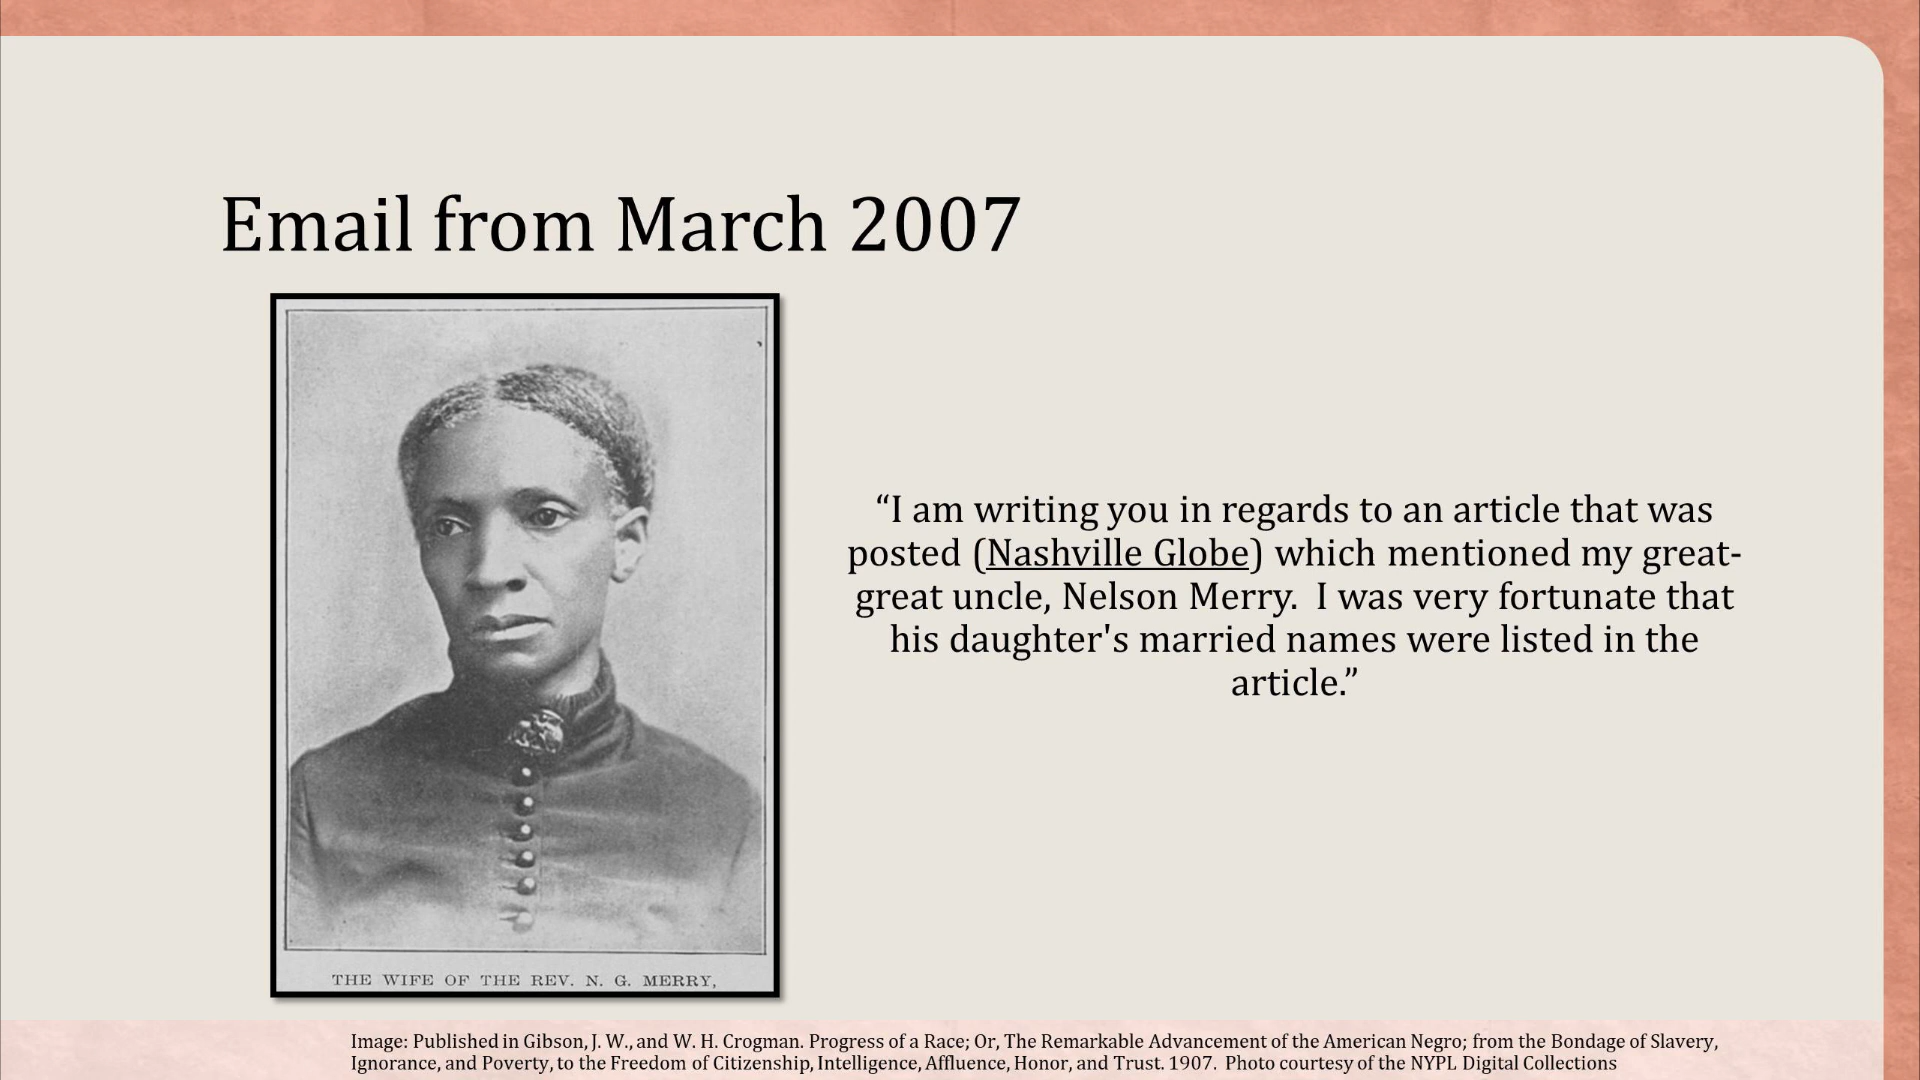 Email from March 2007
“I am writing you in regards to an article that was
posted (Nashville Globe) which mentioned my great-
great uncle, Nelson Merry.  I was very fortunate that
his daughter's married names were listed in the
article.”
THE WIFE OF THE REV. N. G. MERRY,
Image: Published in Gibson, J. W., and W. H. Crogman. Progress of a Race; Or, The Remarkable Advancement of the American Negro; from the Bondage of Slavery,
Ignorance, and Poverty, to the Freedom of Citizenship, Intelligence, Affluence, Honor, and Trust. 1907.  Photo courtesy of the NYPL Digital Collections